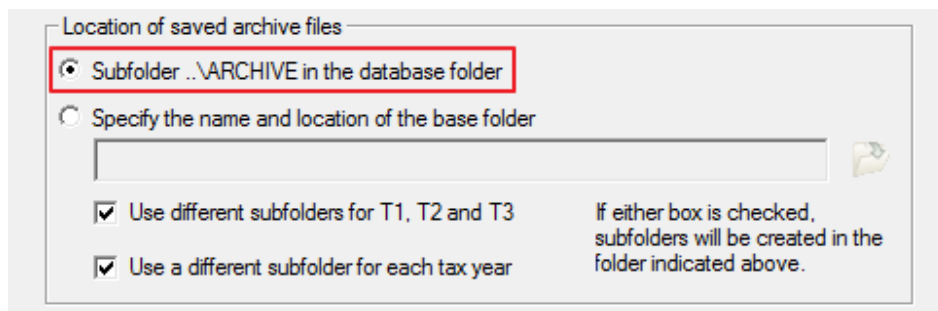 Location of saved archive files
Subfolder ..\ARCHIVE in the database folder
Specify the name and location of the base folder
Use different subfolders for T1, T2 and T3
If either box is checked,
subfolders will be created in the
folder indicated above.
Use a different subfolder for each tax year